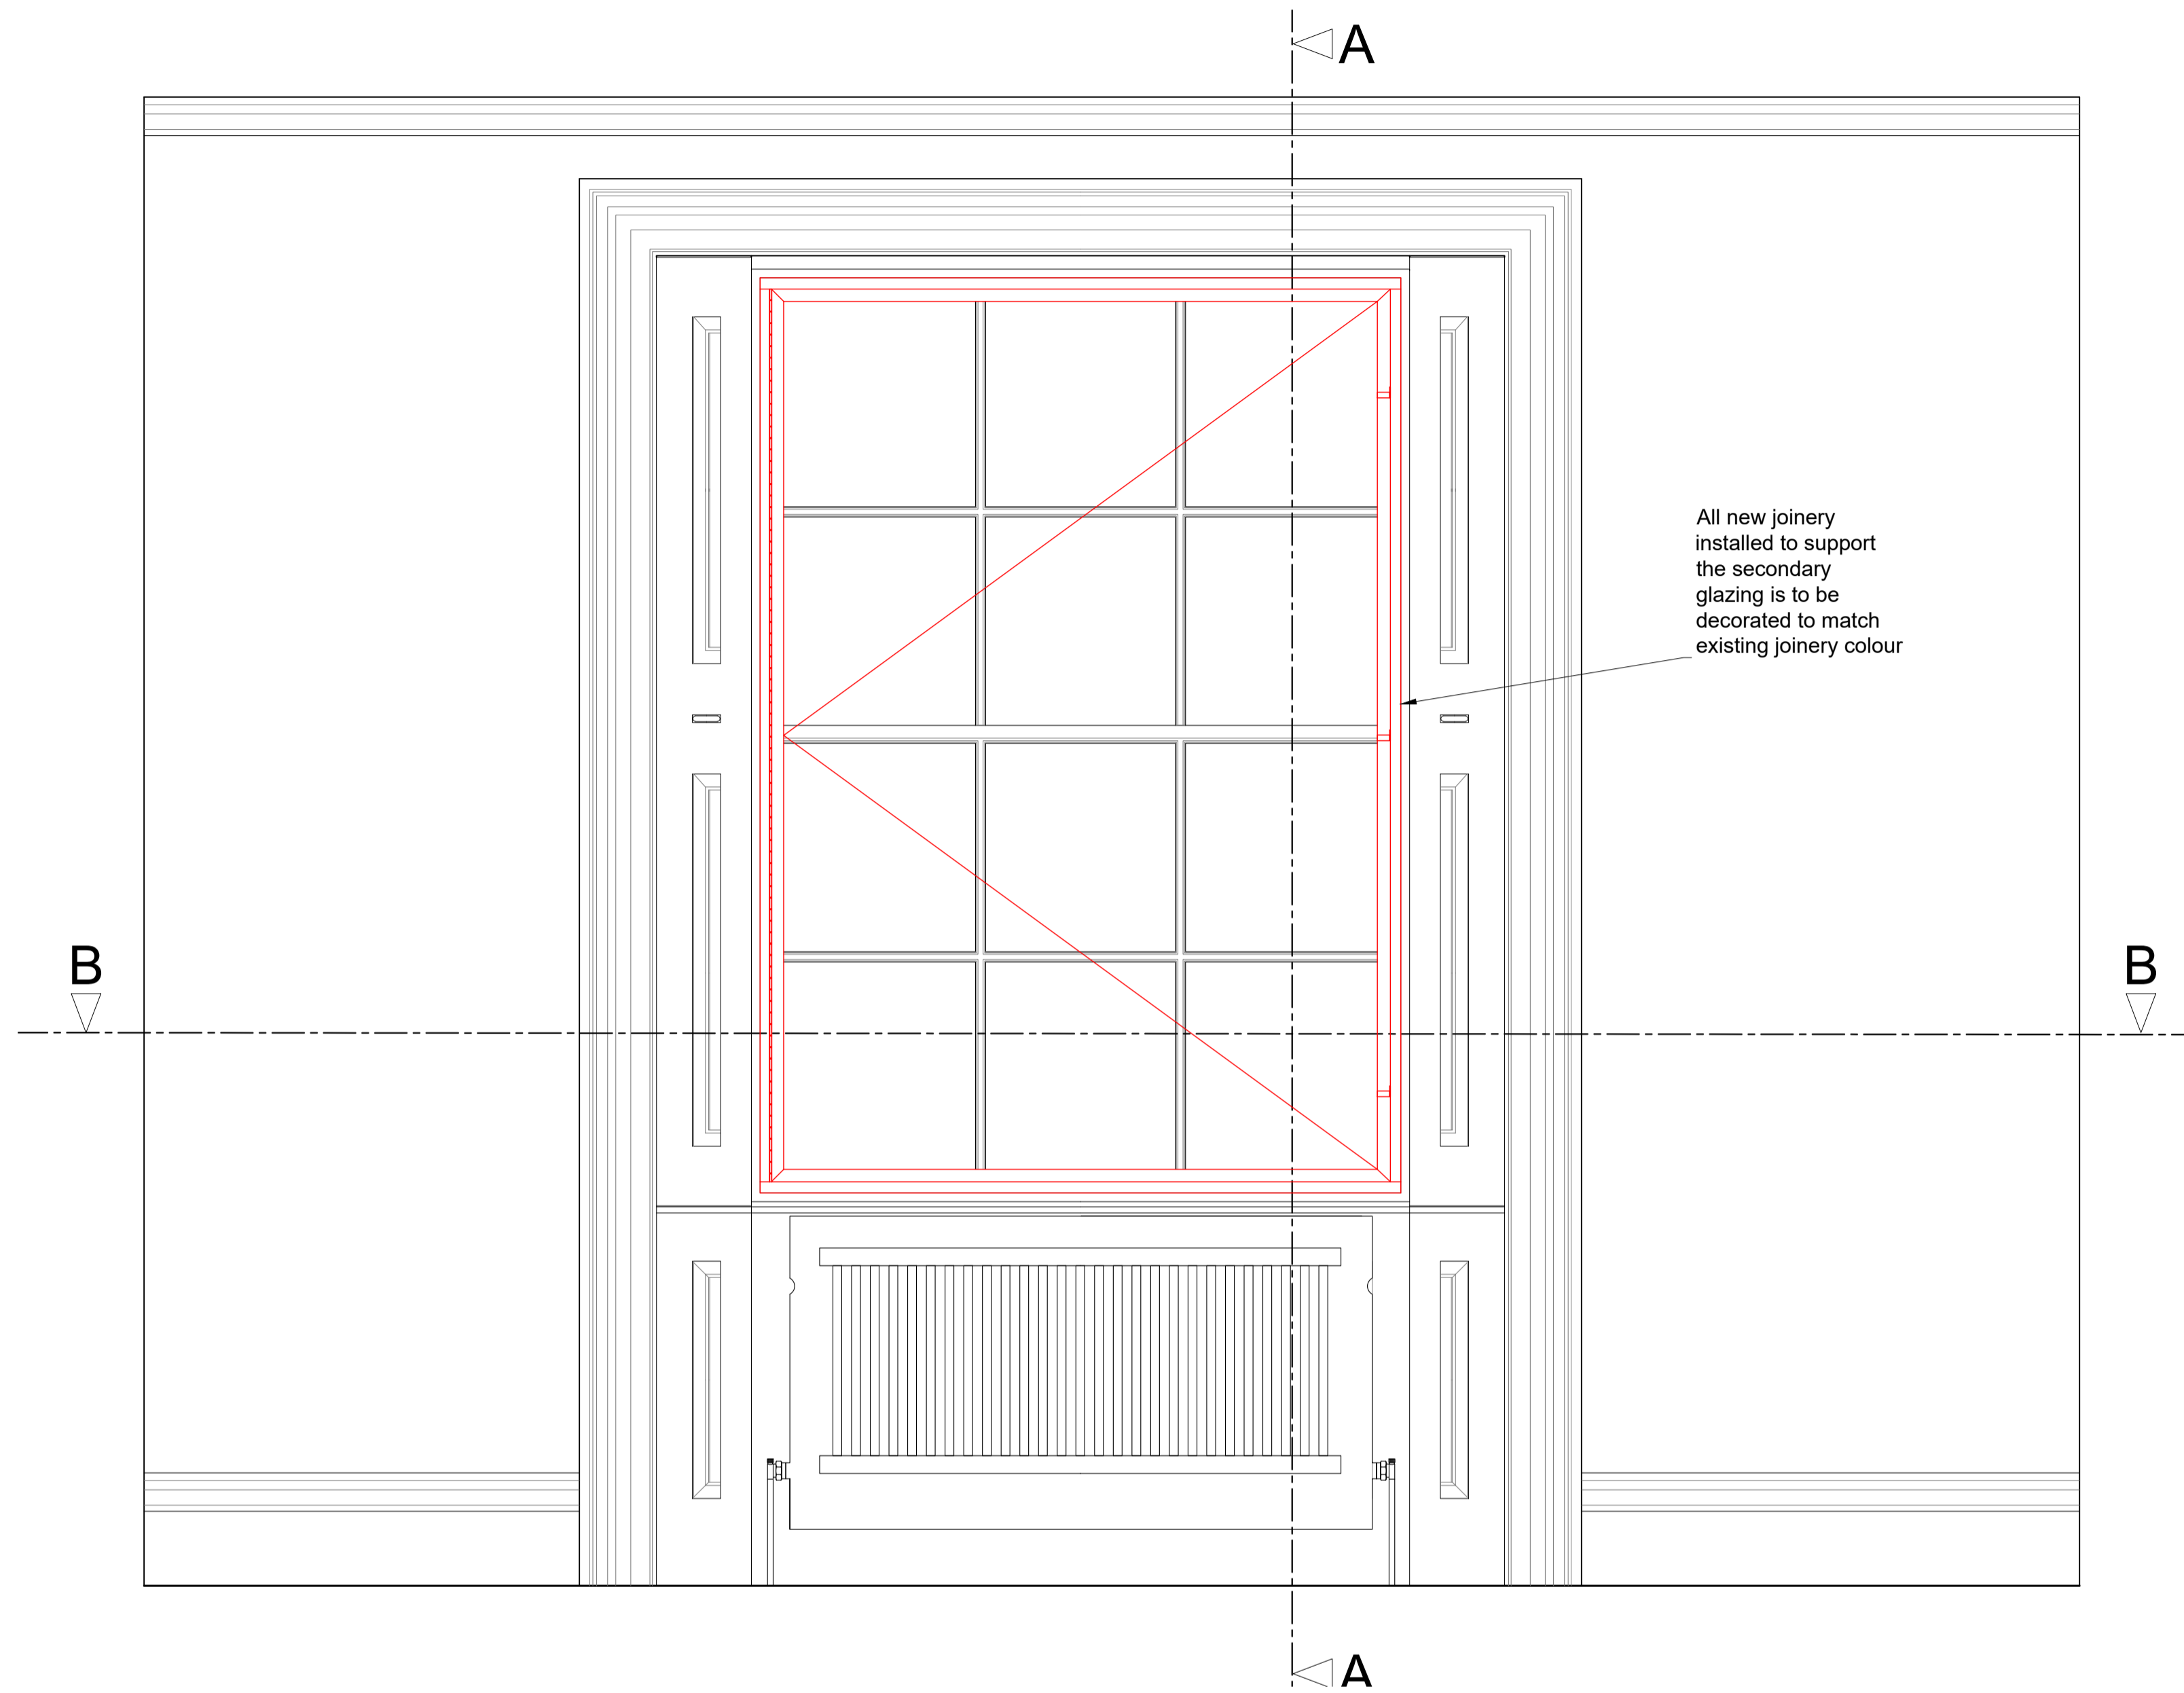 A
All new joinery
installed to support
the secondary
glazing is to be
decorated to match
existing joinery colour
B
B
A